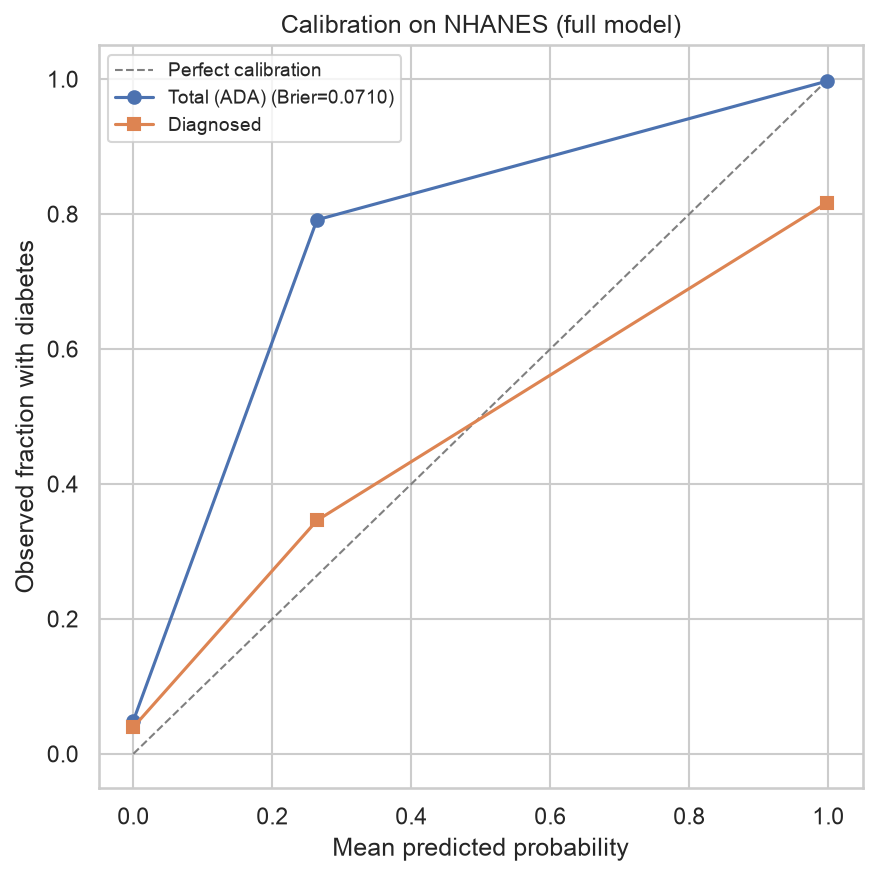 Calibration on NHANES (full model)
Perfect calibration
Total (ADA) (Brier=0.0710)
Diagnosed
Observed fraction with diabetes
1.0
0.8
0.6
0.4
0.2
0.0
0.0 0.2 0.4 0.6 0.8 1.0
Mean predicted probability